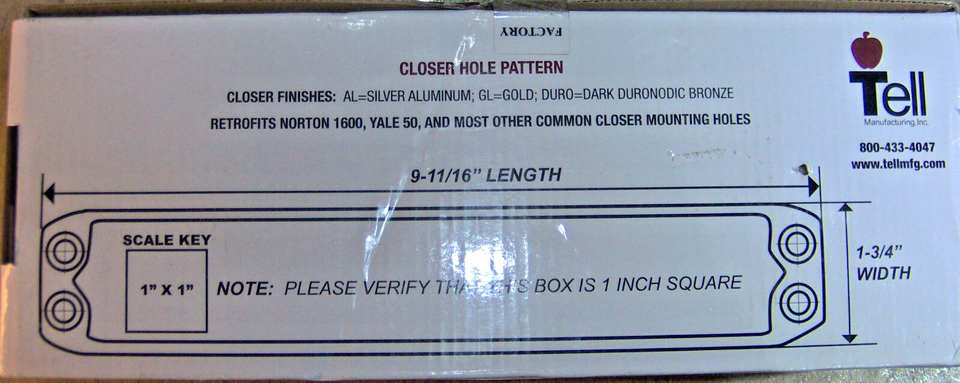 FACTORY
CLOSER HOLE PATTERN
CLOSER FINISHES: AL=SILVER ALUMINUM; GL=GOLD; DURO=DARK DURONODIC BRONZE
RETROFITS NORTON 1600, YALE 50, AND MOST OTHER COMMON CLOSER MOUNTING HOLES
Tell
Manufacturing, Inc.
800-433-4047
www.tellmfg.com
9-11/16” LENGTH
SCALE KEY
1” X 1”
NOTE: PLEASE VERIFY THAT THIS BOX IS 1 INCH SQUARE
1-3/4”
WIDTH